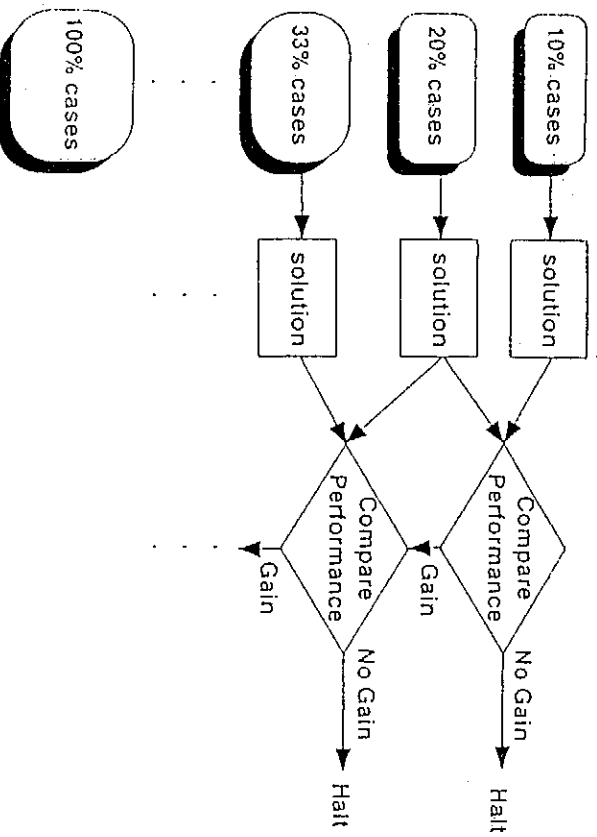 10% cases
20% cases
33% cases
100% cases
solution
solution
solution
Compare
Performance
Gain
No Gain
Halt
Compare
Performance
Gain
No Gain
Halt